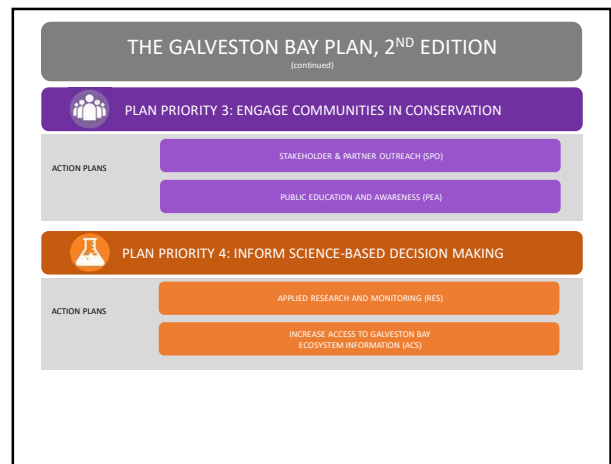 THE GALVESTON BAY PLAN, 2ND EDITION
(continued)
PLAN PRIORITY 3: ENGAGE COMMUNITIES IN CONSERVATION
ACTION PLANS
STAKEHOLDER & PARTNER OUTREACH (SPO)
PUBLIC EDUCATION AND AWARENESS (PEA)
PLAN PRIORITY 4: INFORM SCIENCE-BASED DECISION MAKING
ACTION PLANS
APPLIED RESEARCH AND MONITORING (RES)
INCREASE ACCESS TO GALVESTON BAY
ECOSYSTEM INFORMATION (ACS)